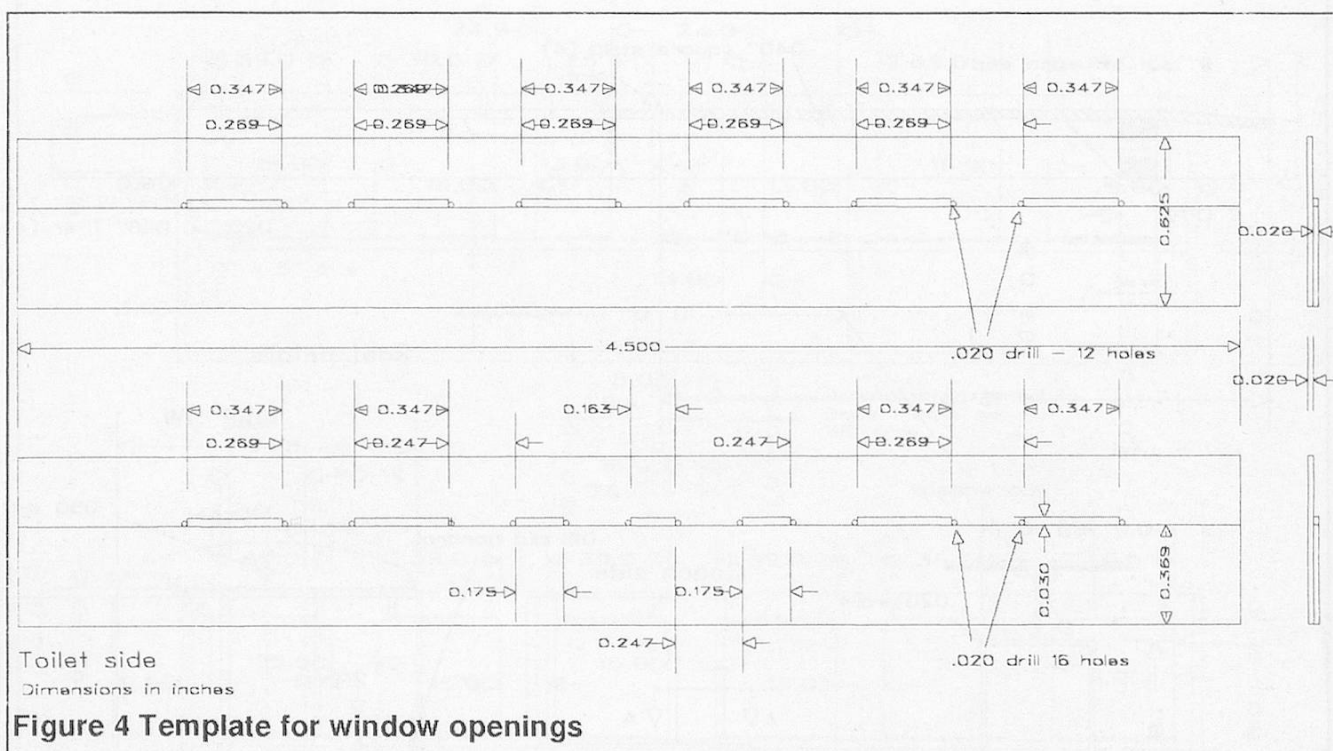 0.347 0.347 0.347 0.347 0.347
0.269 0.269 0.269 0.269 0.269
0.625
0.020
4.500
.020 drill - 12 holes
0.020
0.347 0.347 0.163 0.347 0.347
0.269 0.247 0.247 0.269
0.030
0.369
0.175 0.175
0.247
.020 drill 16 holes
Toilet side
Dimensions in inches
Figure 4 Template for window openings